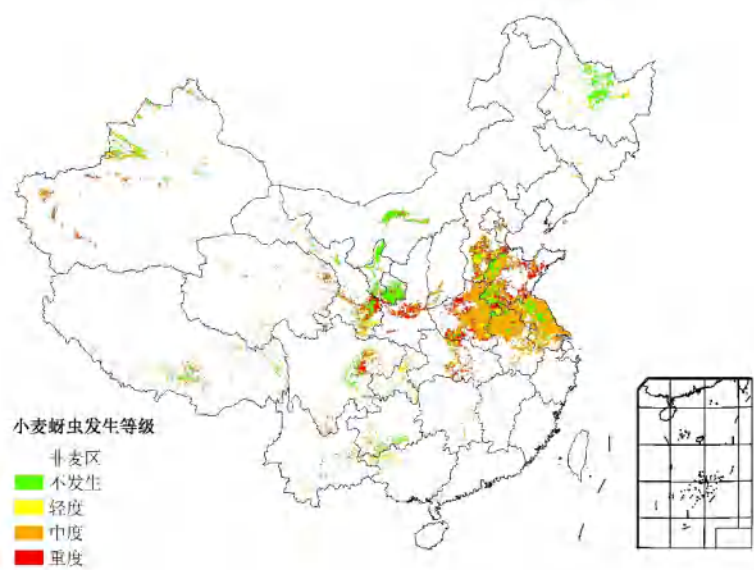 小麦蚜虫发生等级
非麦区
不发生
轻度
中度
重度